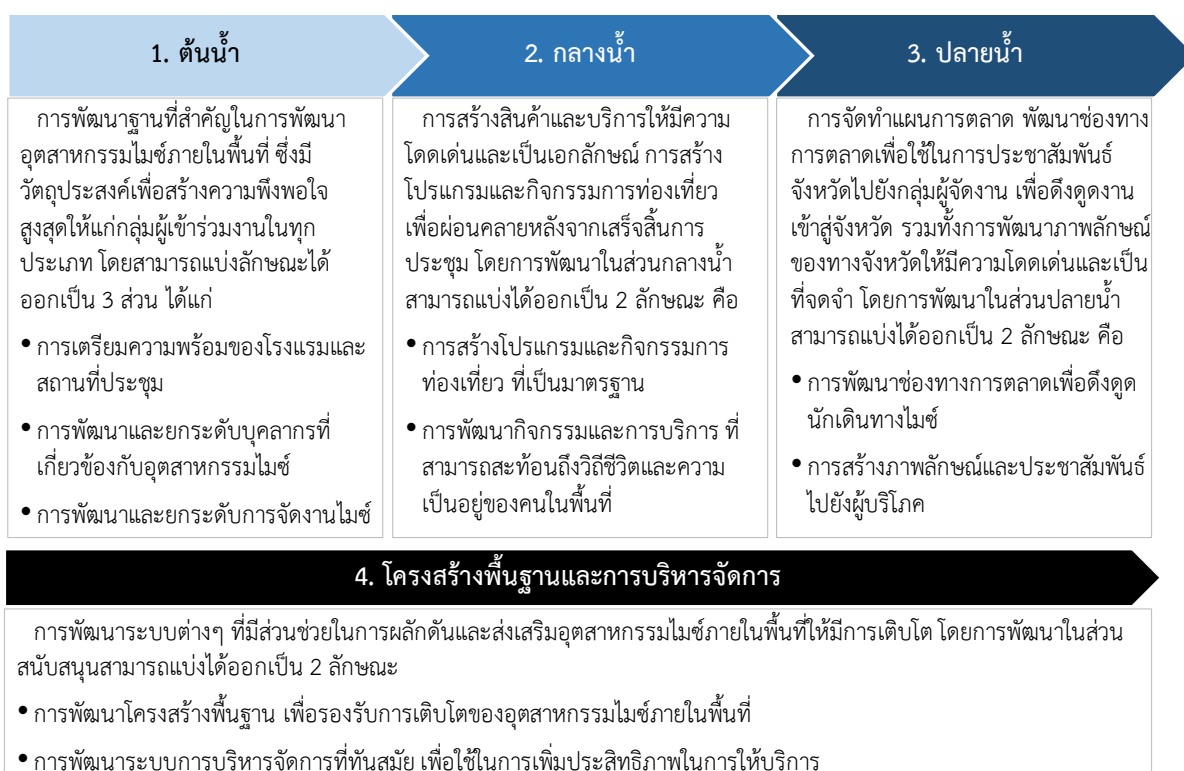 1. ต้นน้ำ
2. กลางน้ำ
3. ปลายน้ำ
การพัฒนาฐานที่สำคัญในการพัฒนา
อุตสาหกรรมไมซ์ภายในพื้นที่ ซึ่งมี
วัตถุประสงค์เพื่อสร้างความพึงพอใจ
สูงสุดให้แก่กลุ่มผู้เข้าร่วมงานในทุก
ประเภท โดยสามารถแบ่งลักษณะได้
ออกเป็น 3 ส่วน ได้แก่
• การเตรียมความพร้อมของโรงแรมและ
สถานที่ประชุม
• การพัฒนาและยกระดับบุคลากรที่
เกี่ยวข้องกับอุตสาหกรรมไมซ์
• การพัฒนาและยกระดับการจัดงานไมซ์
การสร้างสินค้าและบริการให้มีความ
โดดเด่นและเป็นเอกลักษณ์ การสร้าง
โปรแกรมและกิจกรรมการท่องเที่ยว
เพื่อผ่อนคลายหลังจากเสร็จสิ้นการ
ประชุม โดยการพัฒนาในส่วนกลางน้ำ
สามารถแบ่งได้ออกเป็น 2 ลักษณะ คือ
• การสร้างโปรแกรมและกิจกรรมการ
ท่องเที่ยว ที่เป็นมาตรฐาน
• การพัฒนากิจกรรมและการบริการ ที่
สามารถสะท้อนถึงวิถีชีวิตและความ
เป็นอยู่ของคนในพื้นที่
การจัดทำแผนการตลาด พัฒนาช่องทาง
การตลาดเพื่อใช้ในการประชาสัมพันธ์
จังหวัดไปยังกลุ่มผู้จัดงาน เพื่อดึงดูดงาน
เข้าสู่จังหวัด รวมทั้งการพัฒนาภาพลักษณ์
ของทางจังหวัดให้มีความโดดเด่นและเป็น
ที่จดจำ โดยการพัฒนาในส่วนปลายน้ำ
สามารถแบ่งได้ออกเป็น 2 ลักษณะ คือ
• การพัฒนาช่องทางการตลาดเพื่อดึงดูด
นักเดินทางไมซ์
• การสร้างภาพลักษณ์และประชาสัมพันธ์
ไปยังผู้บริโภค
4. โครงสร้างพื้นฐานและการบริหารจัดการ
การพัฒนาระบบต่างๆ ที่มีส่วนช่วยในการผลักดันและส่งเสริมอุตสาหกรรมไมซ์ภายในพื้นที่ให้มีการเติบโต โดยการพัฒนาในส่วน
สนับสนุนสามารถแบ่งได้ออกเป็น 2 ลักษณะ
• การพัฒนาโครงสร้างพื้นฐาน เพื่อรองรับการเติบโตของอุตสาหกรรมไมซ์ภายในพื้นที่
• การพัฒนาระบบการบริหารจัดการที่ทันสมัย เพื่อใช้ในการเพิ่มประสิทธิภาพในการให้บริการ